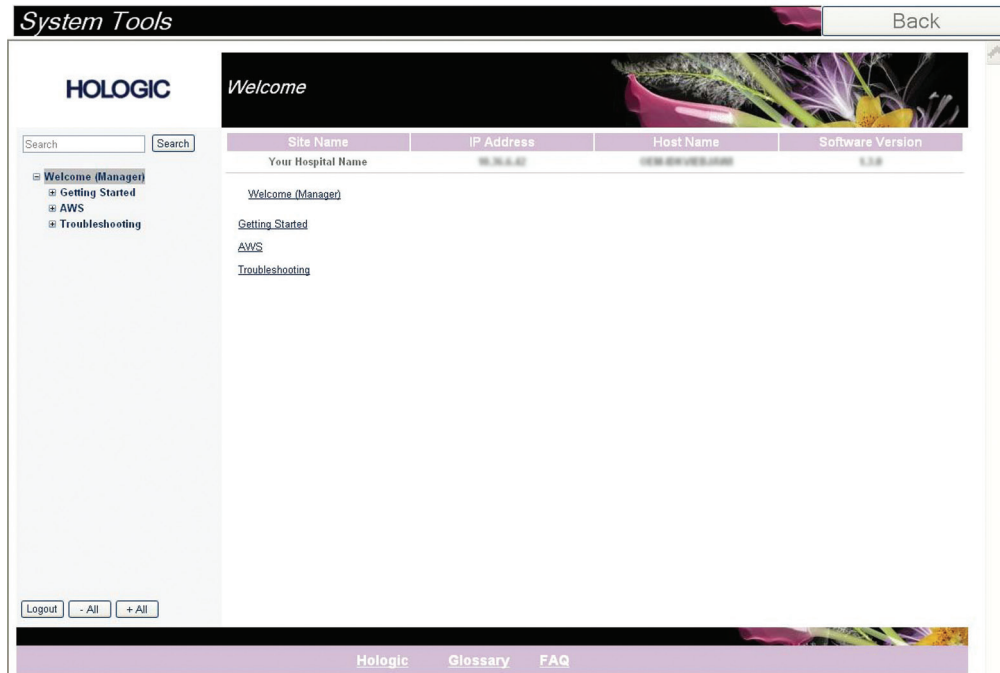 System Tools
Back
HOLOGIC
Welcome
Search Search
Site Name IP Address Host Name Software Version
Your Hospital Name
Welcome (Manager)
Getting Started
AWS
Troubleshooting
Welcome (Manager)
Getting Started
AWS
Troubleshooting
Logout - All + All
Hologic Glossary FAQ